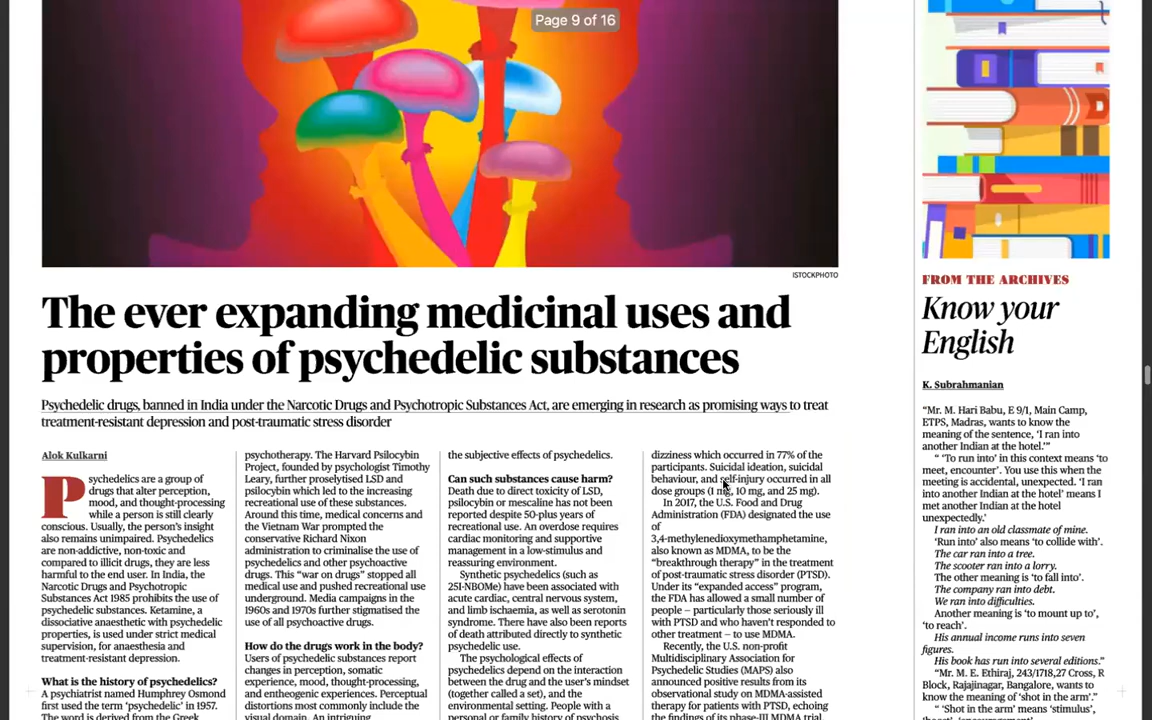 Page 9 of 16
ISTOCKPHOTO
The ever expanding medicinal uses and
properties of psychedelic substances
Psychedelic drugs, banned in India under the Narcotic Drugs and Psychotropic Substances Act, are emerging in research as promising ways to treat
treatment-resistant depression and post-traumatic stress disorder
Alok Kulkarni
Psychedelics are a group of
drugs that alter perception,
mood, and thought-processing
while a person is still clearly
conscious. Usually, the person's insight
also remains unimpaired. Psychedelics
are non-addictive, non-toxic and
compared to illicit drugs, they are less
harmful to the end user. In India, the
Narcotic Drugs and Psychotropic
Substances Act 1985 prohibits the use of
psychedelic substances. Ketamine, a
dissociative anaesthetic with psychedelic
properties, is used under strict medical
supervision, for anaesthesia and
treatment-resistant depression.
What is the history of psychedelics?
A psychiatrist named Humphrey Osmond
first used the term ‘psychedelic’ in 1957.
The word is derived from the Greek
psychotherapy. The Harvard Psilocybin
Project, founded by psychologist Timothy
Leary, further proselytised LSD and
psilocybin which led to the increasing
recreational use of these substances.
Around this time, medical concerns and
the Vietnam War prompted the
conservative Richard Nixon
administration to criminalise the use of
psychedelics and other psychoactive
drugs. This “war on drugs” stopped all
medical use and pushed recreational use
underground. Media campaigns in the
1960s and 1970s further stigmatised the
use of all psychoactive drugs.
How do the drugs work in the body?
Users of psychedelic substances report
changes in perception, somatic
experience, mood, thought-processing,
and entheogenic experiences. Perceptual
distortions most commonly include the
visual domain. An intriguing
the subjective effects of psychedelics.
Can such substances cause harm?
Death due to direct toxicity of LSD,
psilocybin or mescaline has not been
reported despite 50-plus years of
recreational use. An overdose requires
cardiac monitoring and supportive
management in a low-stimulus and
reassuring environment.
Synthetic psychedelics (such as
25I-NBOMe) have been associated with
acute cardiac, central nervous system,
and limb ischaemia, as well as serotonin
syndrome. There have also been reports
of death attributed directly to synthetic
psychedelic use.
The psychological effects of
psychedelics depend on the interaction
between the drug and the user's mindset
(together called a set), and the
environmental setting. People with a
personal or family history of psychosis
dizziness which occurred in 77% of the
participants. Suicidal ideation, suicidal
behaviour, and self-injury occurred in all
dose groups (1 mg, 10 mg, and 25 mg).
In 2017, the U.S. Food and Drug
Administration (FDA) designated the use
of
3,4-methylenedioxymethamphetamine,
also known as MDMA, to be the
“breakthrough therapy” in the treatment
of post-traumatic stress disorder (PTSD).
Under its “expanded access” program,
the FDA has allowed a small number of
people – particularly those seriously ill
with PTSD and who haven't responded to
other treatment – to use MDMA.
Recently, the U.S. non-profit
Multidisciplinary Association for
Psychedelic Studies (MAPS) also
announced positive results from its
observational study on MDMA-assisted
therapy for patients with PTSD, echoing
the findings of its phase-III MDMA trial.
FROM THE ARCHIVES
Know your
English
K. Subrahmanian
“Mr. M. Hari Babu, E 9/1, Main Camp,
ETPS, Madras, wants to know the
meaning of the sentence, ‘I ran into
another Indian at the hotel.’”
“ ‘To run into’ in this context means ‘to
meet, encounter’. You use this when the
meeting is accidental, unexpected. ‘I ran
into another Indian at the hotel’ means I
met another Indian at the hotel
unexpectedly.’
I ran into an old classmate of mine.
‘Run into’ also means ‘to collide with’.
The car ran into a tree.
The scooter ran into a lorry.
The other meaning is ‘to fall into’.
The company ran into debt.
We ran into difficulties.
Another meaning is ‘to mount up to’,
‘to reach’.
His annual income runs into seven
figures.
His book has run into several editions.”
“Mr. M. E. Ethiraj, 243/1718,27 Cross, R
Block, Rajajinagar, Bangalore, wants to
know the meaning of ‘shot in the arm’.”
“ ‘Shot in the arm’ means ‘stimulus’,